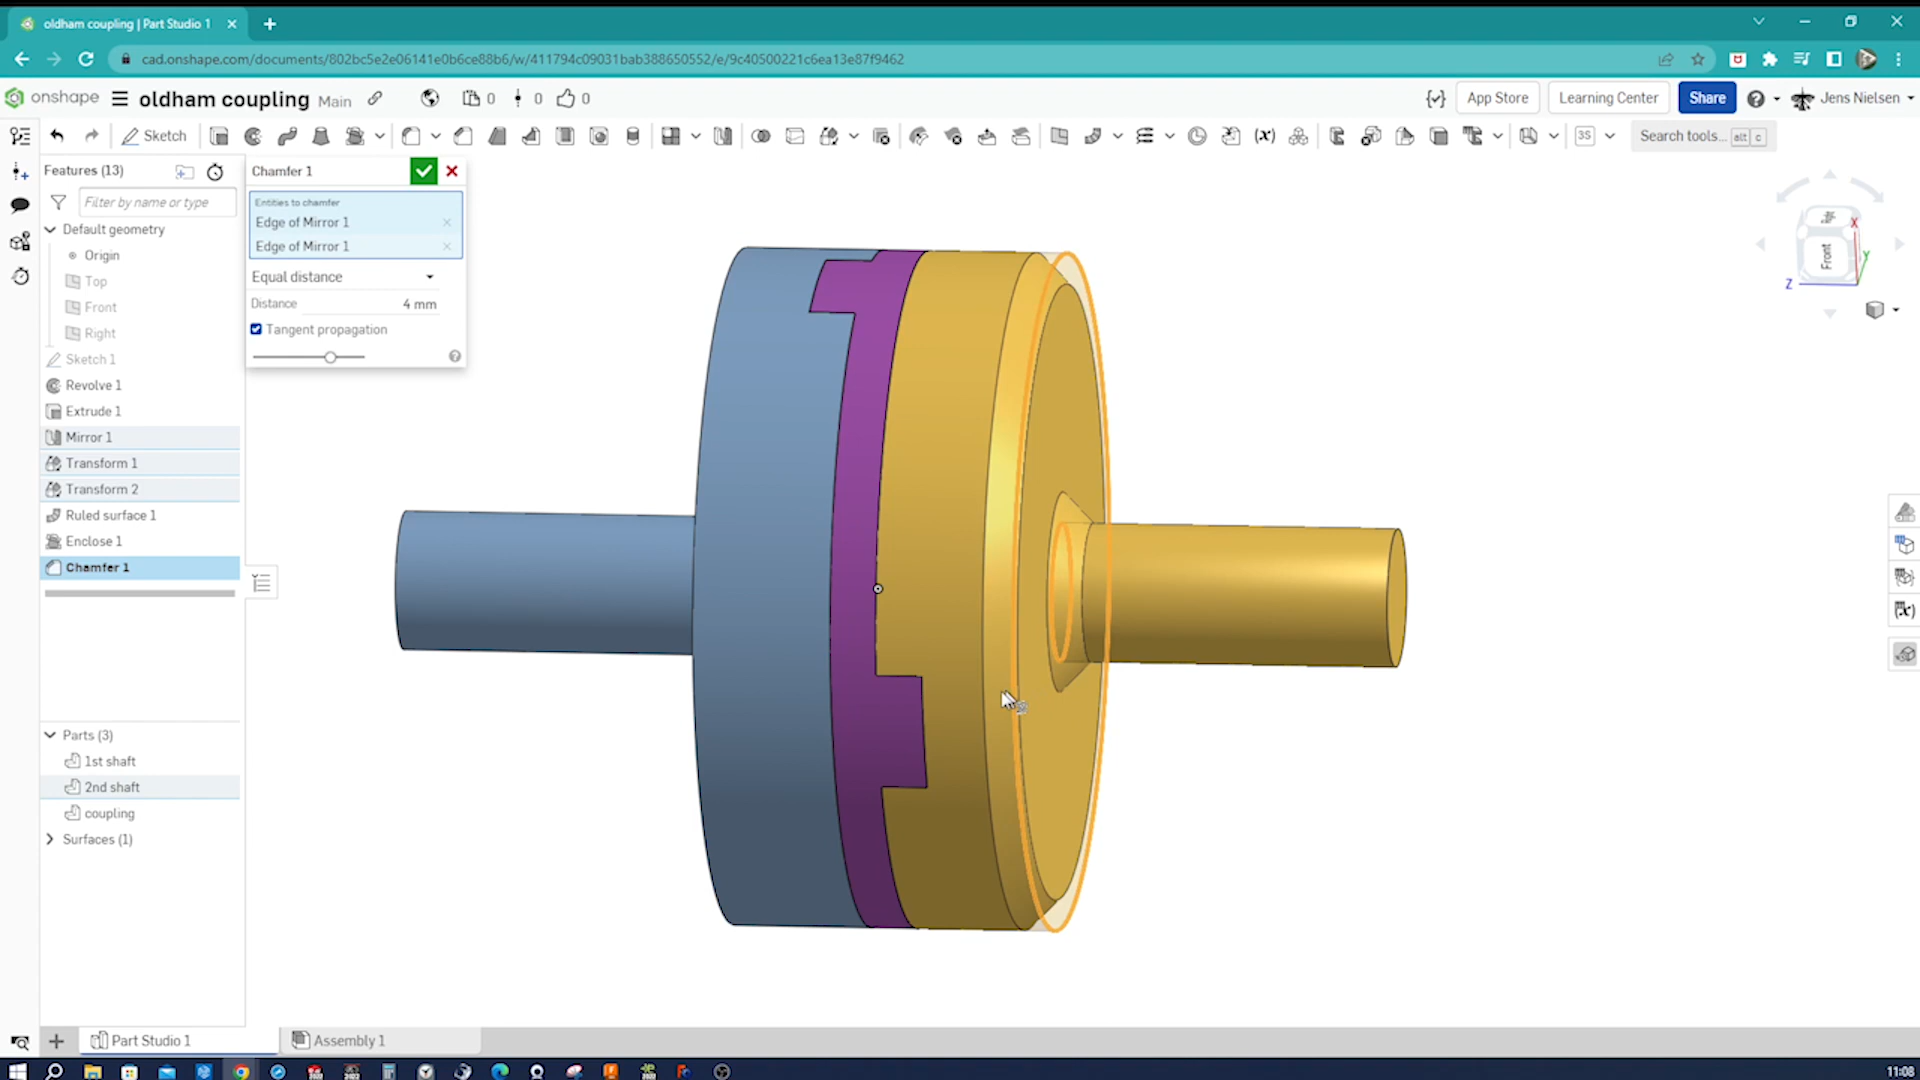 oldham coupling | Part Studio 1
cad.onshape.com/documents/802bc5e2e06141e0b6ce88b6/w/411794c09031bab388650552/e/9c40500221c6ea13e87f9462
onshape
oldham coupling Main
0
0
0
App Store
Learning Center
Share
Jens Nielsen
Sketch
(x)
3S
Search tools... alt c
Features (13)
Filter by name or type
Default geometry
Origin
Top
Front
Right
Sketch 1
Revolve 1
Extrude 1
Mirror 1
Transform 1
Transform 2
Ruled surface 1
Enclose 1
Chamfer 1
Parts (3)
1st shaft
2nd shaft
coupling
Surfaces (1)
Chamfer 1
Entities to chamfer
Edge of Mirror 1
Edge of Mirror 1
Equal distance
Distance 4 mm
Tangent propagation
Front
X
Y
Z
(x)
Part Studio 1
Assembly 1
11:08